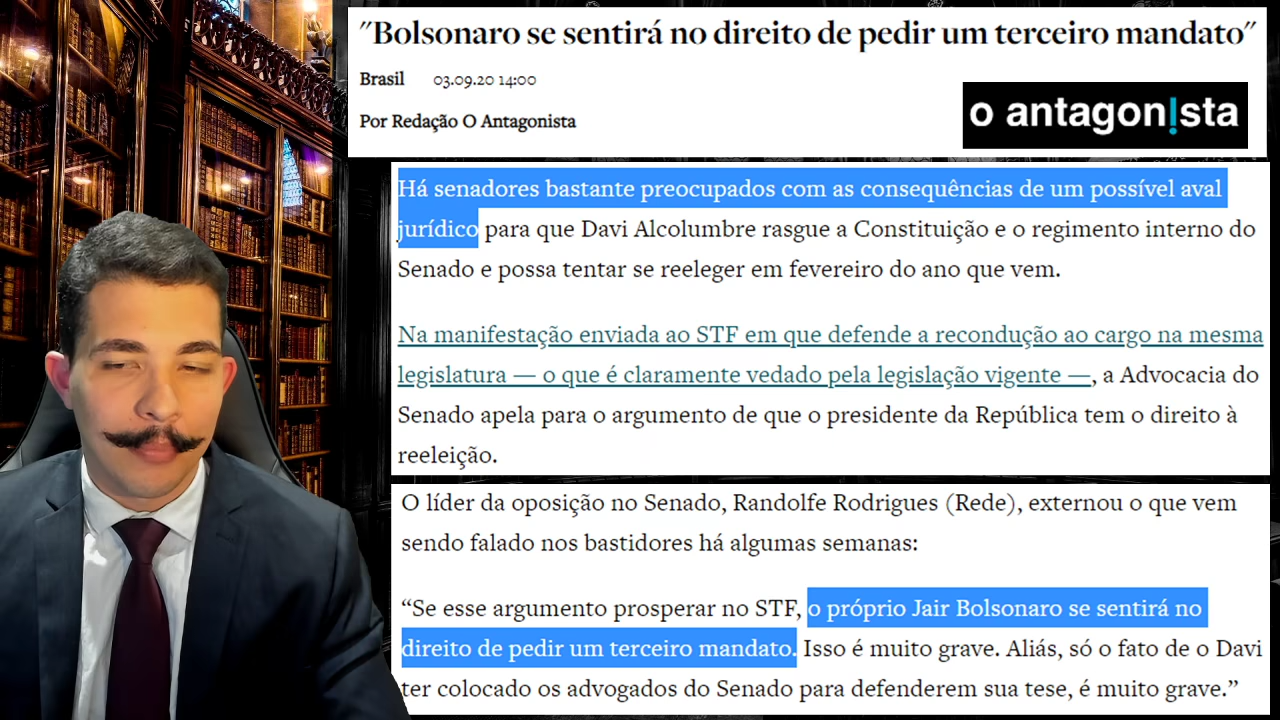 "Bolsonaro se sentirá no direito de pedir um terceiro mandato"
Brasil 03.09.20 14:00
Por Redação O Antagonista
o antagon!sta
Há senadores bastante preocupados com as consequências de um possível aval
jurídico para que Davi Alcolumbre rasgue a Constituição e o regimento interno do
Senado e possa tentar se reeleger em fevereiro do ano que vem.
Na manifestação enviada ao STF em que defende a recondução ao cargo na mesma
legislatura — o que é claramente vedado pela legislação vigente —, a Advocacia do
Senado apela para o argumento de que o presidente da República tem o direito à
reeleição.
O líder da oposição no Senado, Randolfe Rodrigues (Rede), externou o que vem
sendo falado nos bastidores há algumas semanas:
“Se esse argumento prosperar no STF, o próprio Jair Bolsonaro se sentirá no
direito de pedir um terceiro mandato. Isso é muito grave. Aliás, só o fato de o Davi
ter colocado os advogados do Senado para defenderem sua tese, é muito grave.”